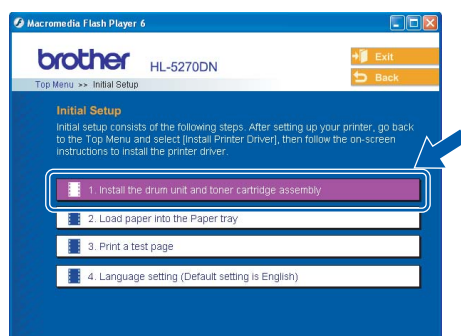 Macromedia Flash Player 6
brother HL-5270DN
Exit
Back
Top Menu >> Initial Setup
Initial Setup
Initial setup consists of the following steps. After setting up your printer, go back
to the Top Menu and select [Install Printer Driver], then follow the on-screen
instructions to install the printer driver.
1. Install the drum unit and toner cartridge assembly
2. Load paper into the Paper tray
3. Print a test page
4. Language setting (Default setting is English)